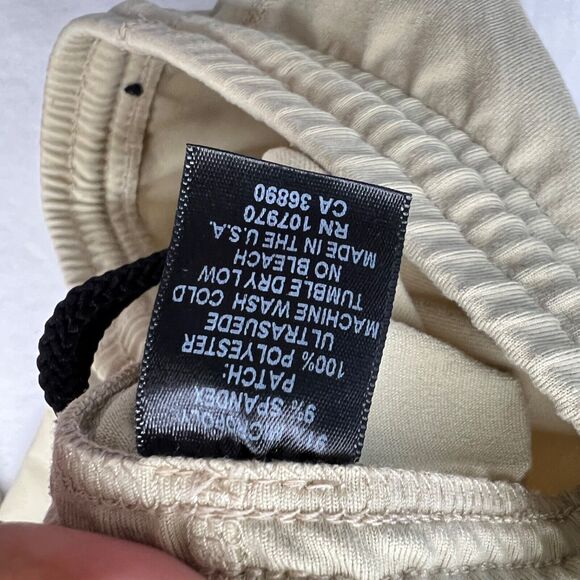 9% SPANDEX
PATCH:
100% POLYESTER
ULTRASUEDE
MACHINE WASH COLD
TUMBLE DRY LOW
NO BLEACH
MADE IN THE U.S.A.
RN 107970
CA 36890